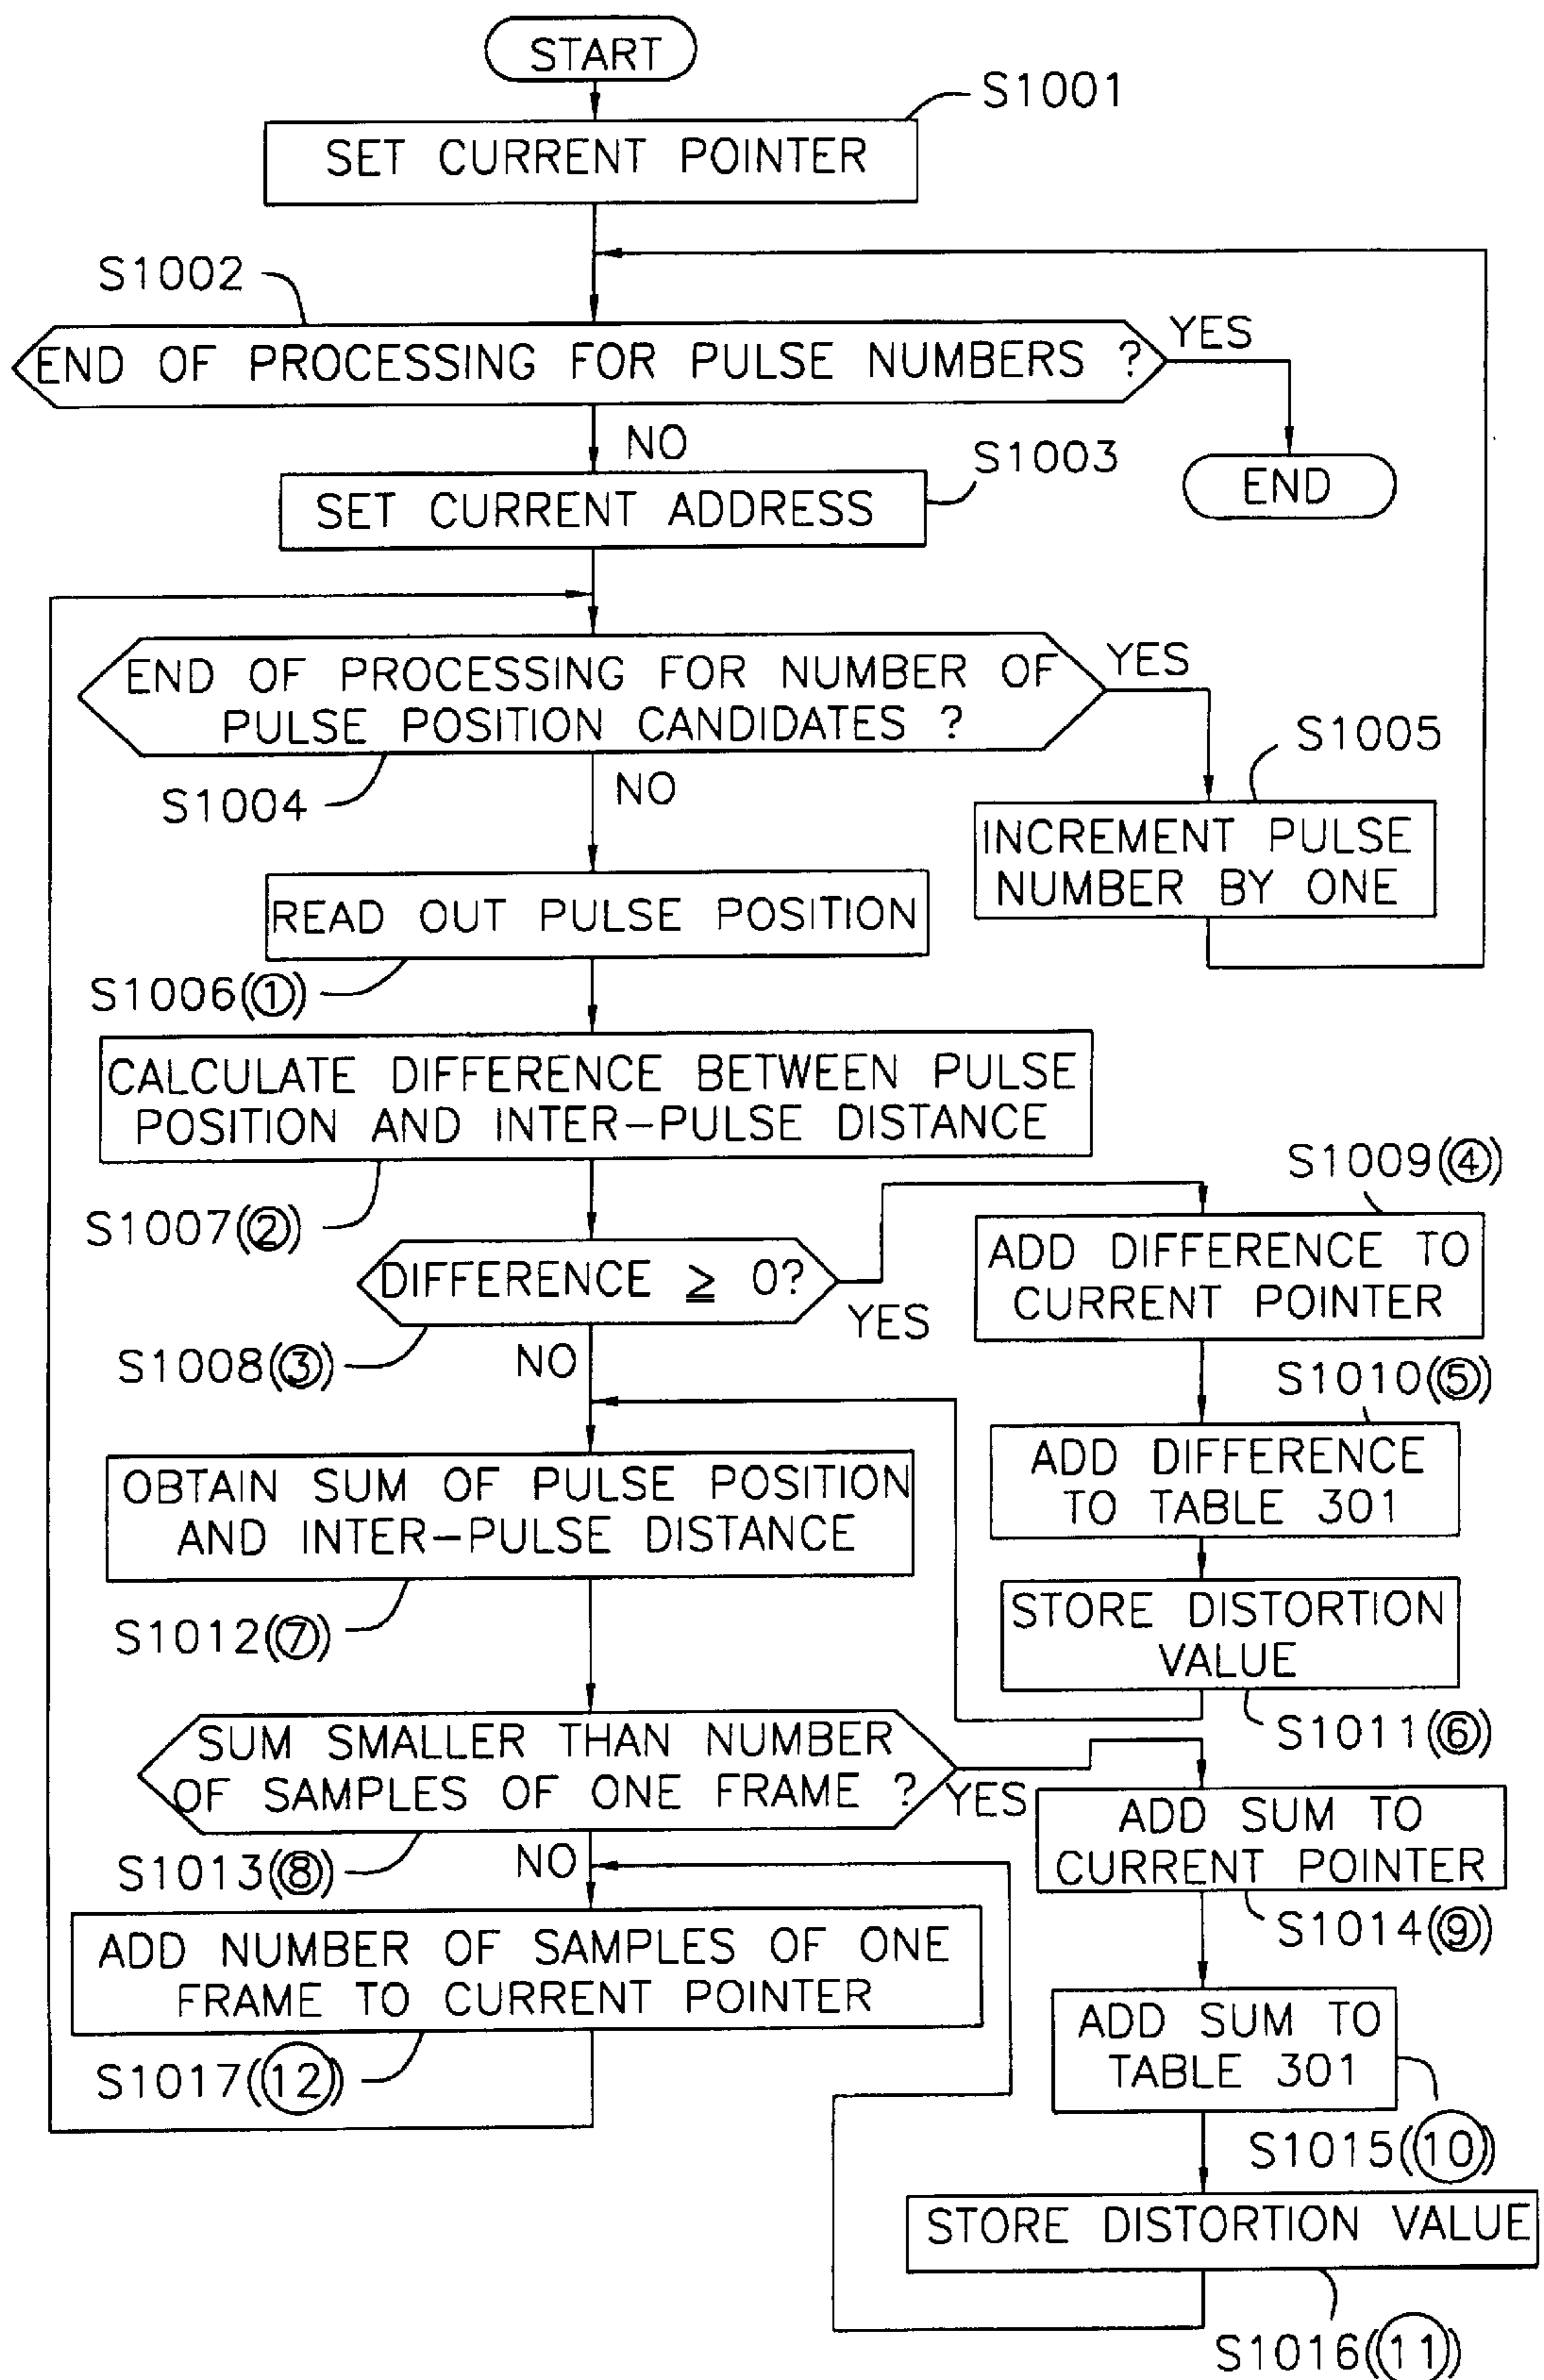 START
S1001
SET CURRENT POINTER
S1002
END OF PROCESSING FOR PULSE NUMBERS ?
YES
NO
S1003
SET CURRENT ADDRESS
END
END OF PROCESSING FOR NUMBER OF
PULSE POSITION CANDIDATES ?
YES
S1004
NO
S1005
INCREMENT PULSE
NUMBER BY ONE
READ OUT PULSE POSITION
S1006(①)
CALCULATE DIFFERENCE BETWEEN PULSE
POSITION AND INTER-PULSE DISTANCE
S1007(②)
DIFFERENCE ≧ 0?
YES
S1008(③)
NO
S1009(④)
ADD DIFFERENCE TO
CURRENT POINTER
S1010(⑤)
ADD DIFFERENCE
TO TABLE 301
STORE DISTORTION
VALUE
S1011(⑥)
OBTAIN SUM OF PULSE POSITION
AND INTER-PULSE DISTANCE
S1012(⑦)
SUM SMALLER THAN NUMBER
OF SAMPLES OF ONE FRAME ?
YES
S1013(⑧)
NO
ADD SUM TO
CURRENT POINTER
S1014(⑨)
ADD NUMBER OF SAMPLES OF ONE
FRAME TO CURRENT POINTER
S1017(⑫)
ADD SUM TO
TABLE 301
S1015(⑩)
STORE DISTORTION VALUE
S1016(⑪)